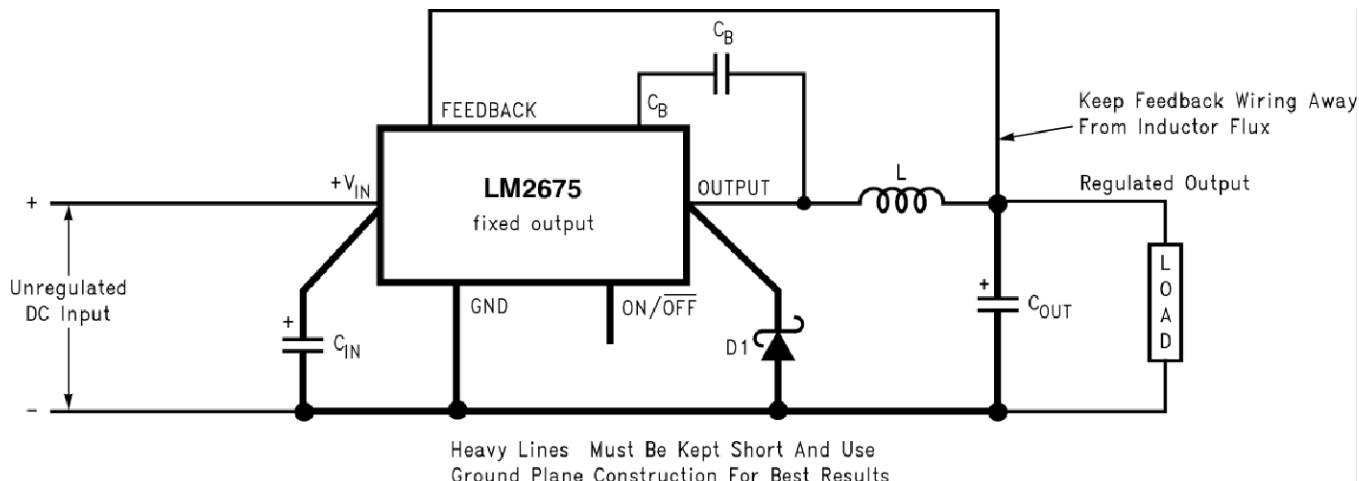 C_B
FEEDBACK
C_B
Keep Feedback Wiring Away
From Inductor Flux
+V_IN
LM2675
fixed output
OUTPUT
L
Regulated Output
+
Unregulated
DC Input
-
+
C_IN
GND
ON/OFF
D1
+
C_OUT
LOAD
Heavy Lines Must Be Kept Short And Use
Ground Plane Construction For Best Results